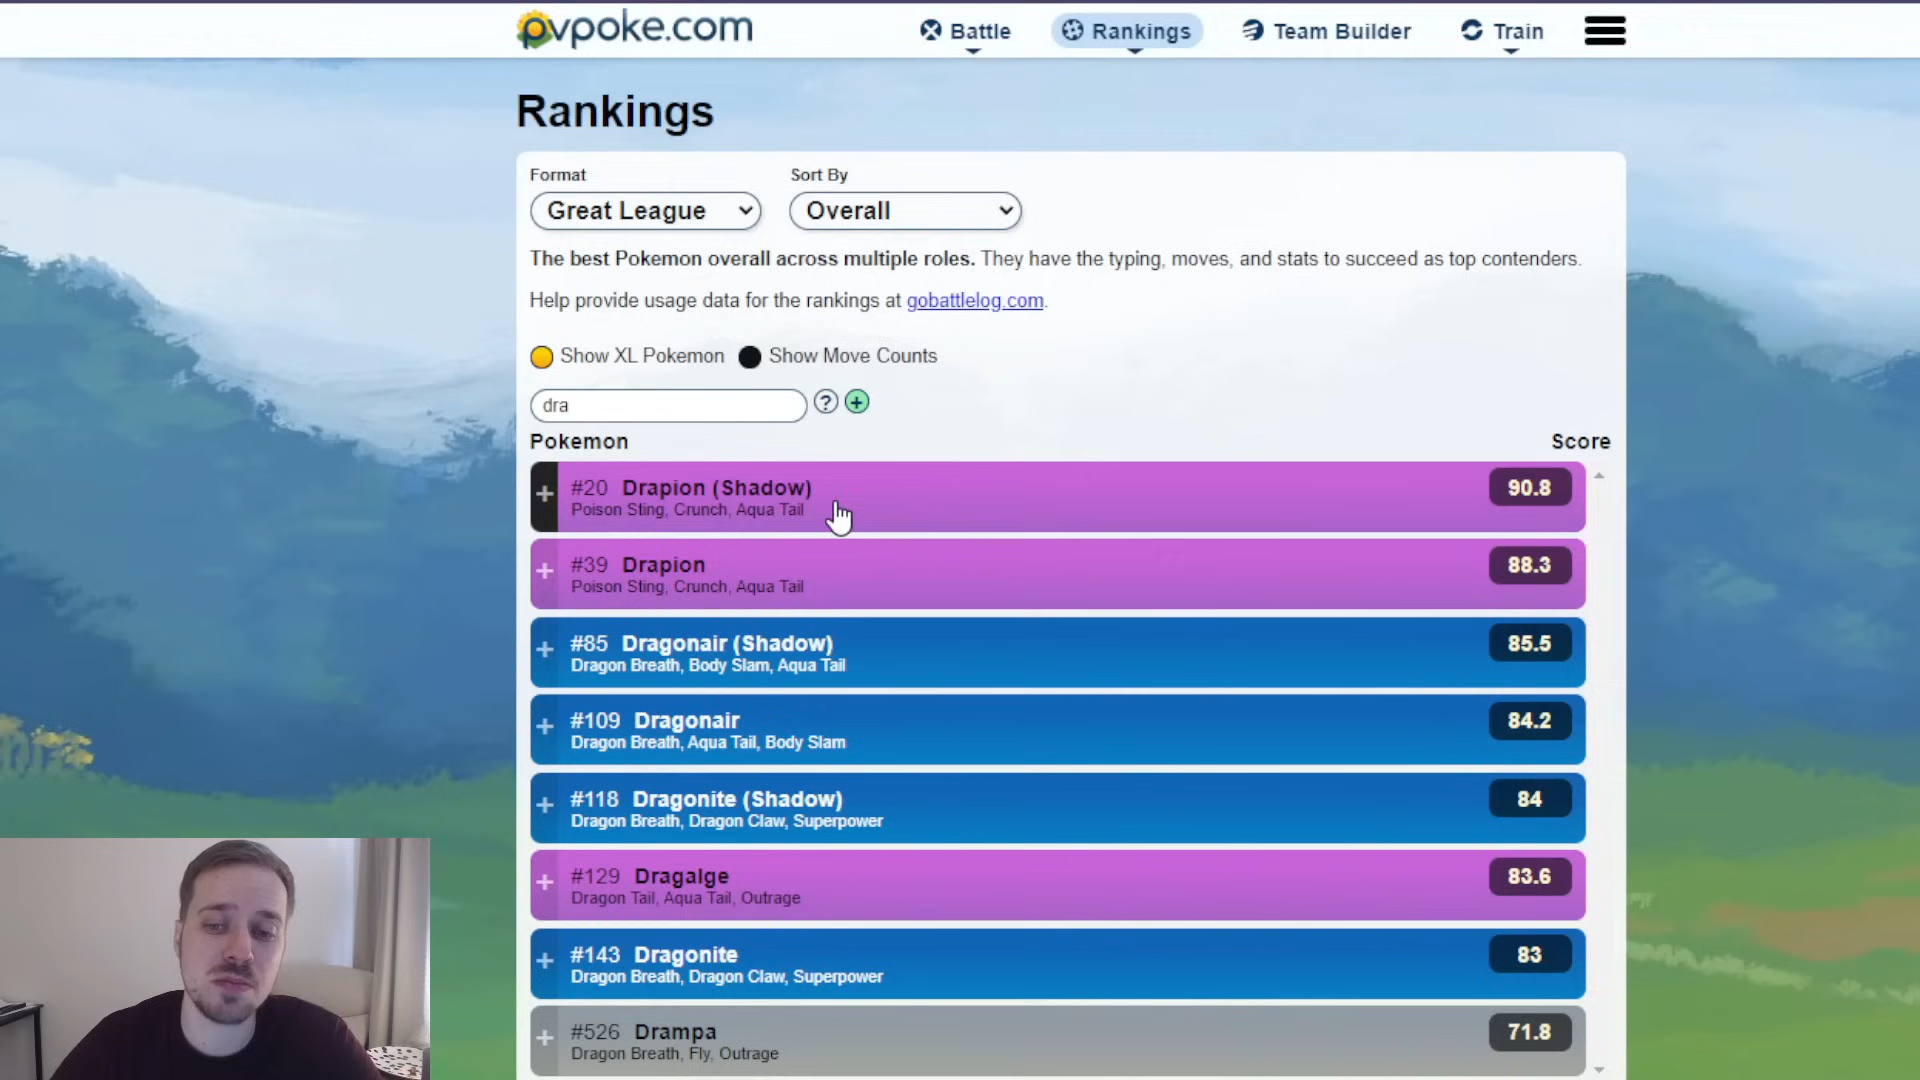 pvpoke.com
Battle
Rankings
Team Builder
Train
Rankings
Format
Sort By
Great League
Overall
The best Pokemon overall across multiple roles. They have the typing, moves, and stats to succeed as top contenders.
Help provide usage data for the rankings at gobattlelog.com.
Show XL Pokemon
Show Move Counts
dra
?
+
Pokemon
Score
+ #20 Drapion (Shadow) 90.8
Poison Sting, Crunch, Aqua Tail
+ #39 Drapion 88.3
Poison Sting, Crunch, Aqua Tail
+ #85 Dragonair (Shadow) 85.5
Dragon Breath, Body Slam, Aqua Tail
+ #109 Dragonair 84.2
Dragon Breath, Aqua Tail, Body Slam
+ #118 Dragonite (Shadow) 84
Dragon Breath, Dragon Claw, Superpower
+ #129 Dragalge 83.6
Dragon Tail, Aqua Tail, Outrage
+ #143 Dragonite 83
Dragon Breath, Dragon Claw, Superpower
+ #526 Drampa 71.8
Dragon Breath, Fly, Outrage